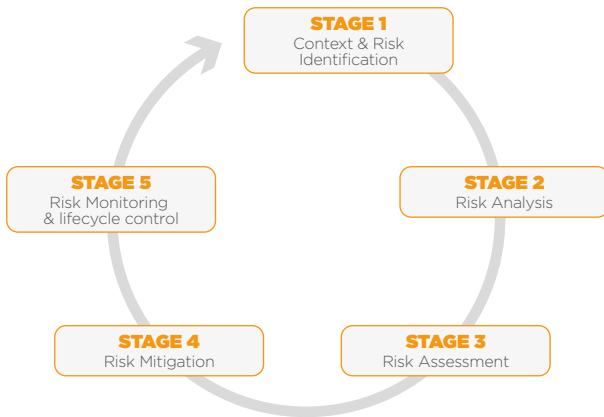 STAGE 1
Context & Risk
Identification
STAGE 2
Risk Analysis
STAGE 3
Risk Assessment
STAGE 4
Risk Mitigation
STAGE 5
Risk Monitoring
& lifecycle control